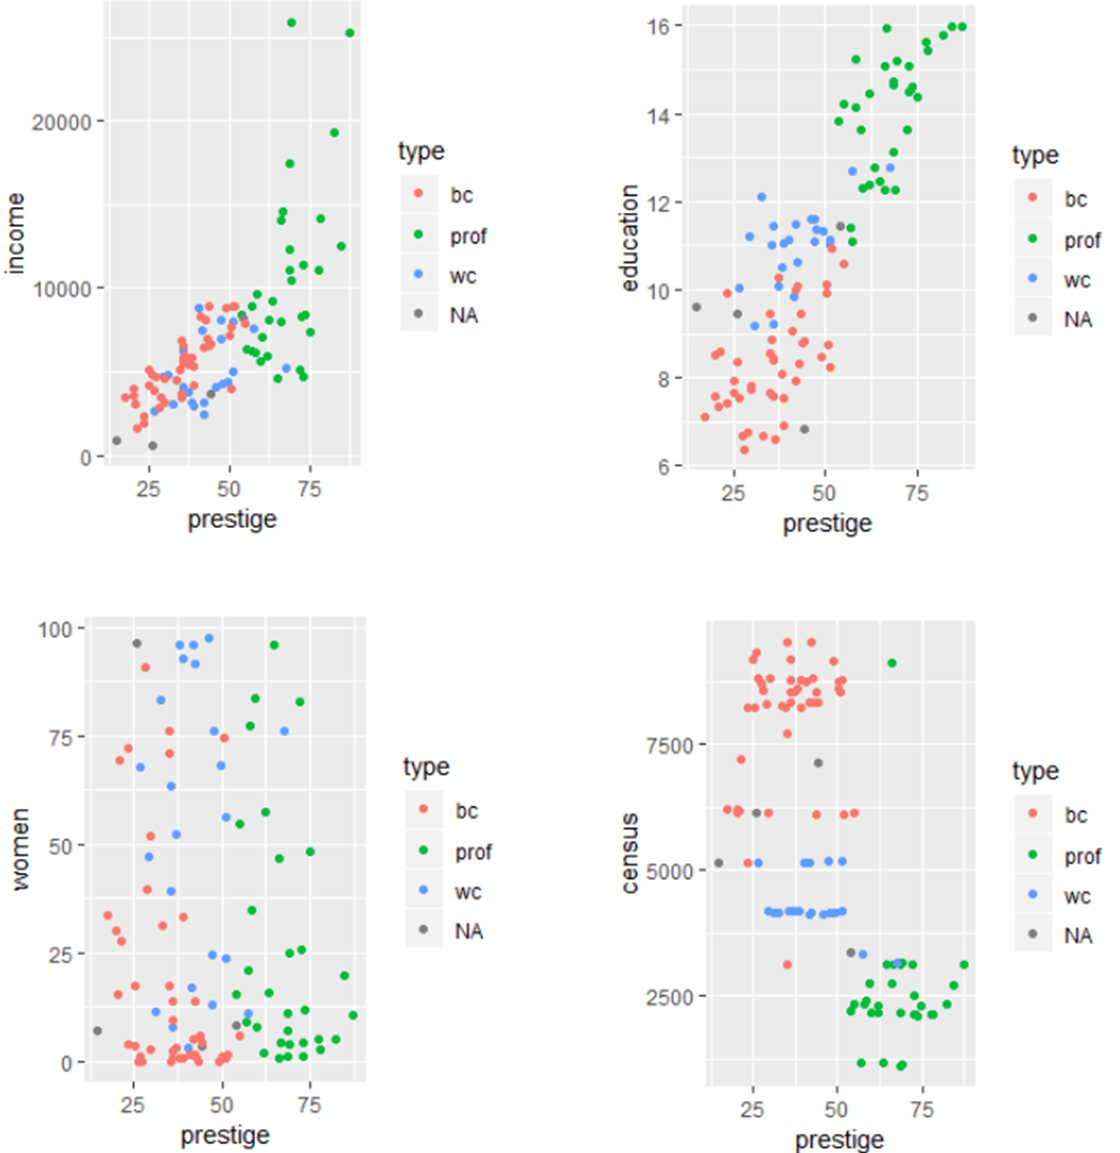 income
20000
10000
0
25 50 75
prestige
type
bc
prof
wc
NA
education
16
14
12
10
8
6
25 50 75
prestige
type
bc
prof
wc
NA
women
100
75
50
25
0
25 50 75
prestige
type
bc
prof
wc
NA
census
7500
5000
2500
25 50 75
prestige
type
bc
prof
wc
NA